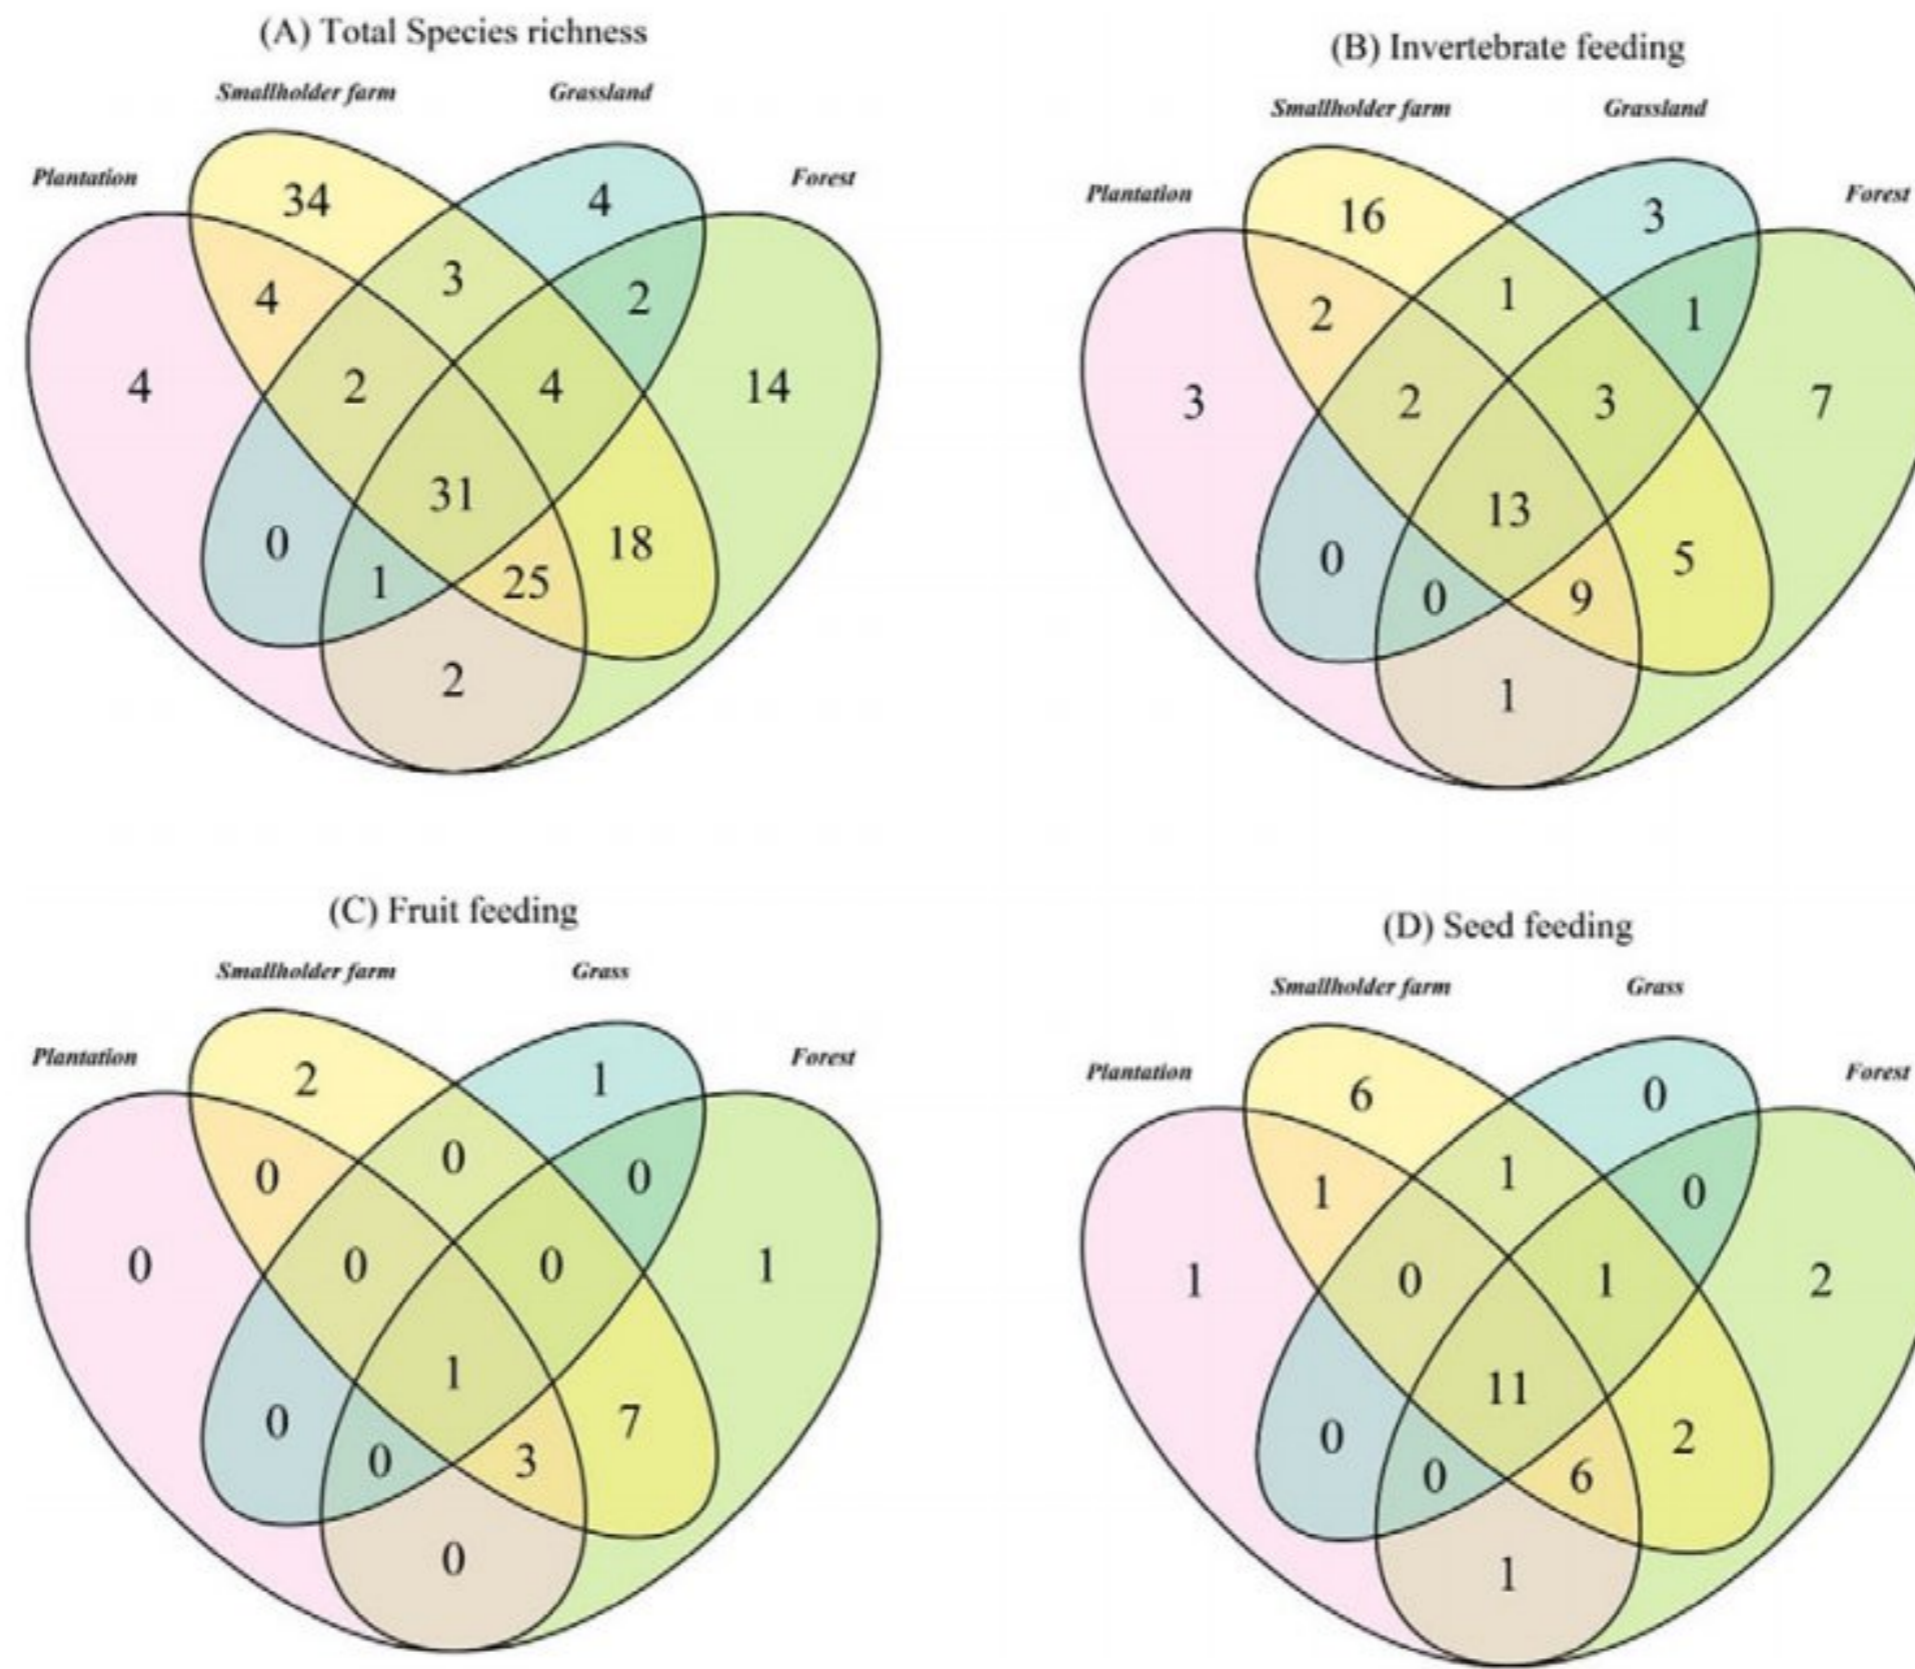 (A) Total Species richness
Smallholder farm Grassland
Plantation Forest
34 4
4 3 2
4 2 4 14
31
0 1 25 18
2
(B) Invertebrate feeding
Smallholder farm Grassland
Plantation Forest
16 3
2 1 1
3 2 3 7
13
0 0 9 5
1
(C) Fruit feeding
Smallholder farm Grass
Plantation Forest
2 1
0 0 0
0 0 0 1
1
0 0 3 7
0
(D) Seed feeding
Smallholder farm Grass
Plantation Forest
6 0
1 1 0
1 0 1 2
11
0 0 6 2
1